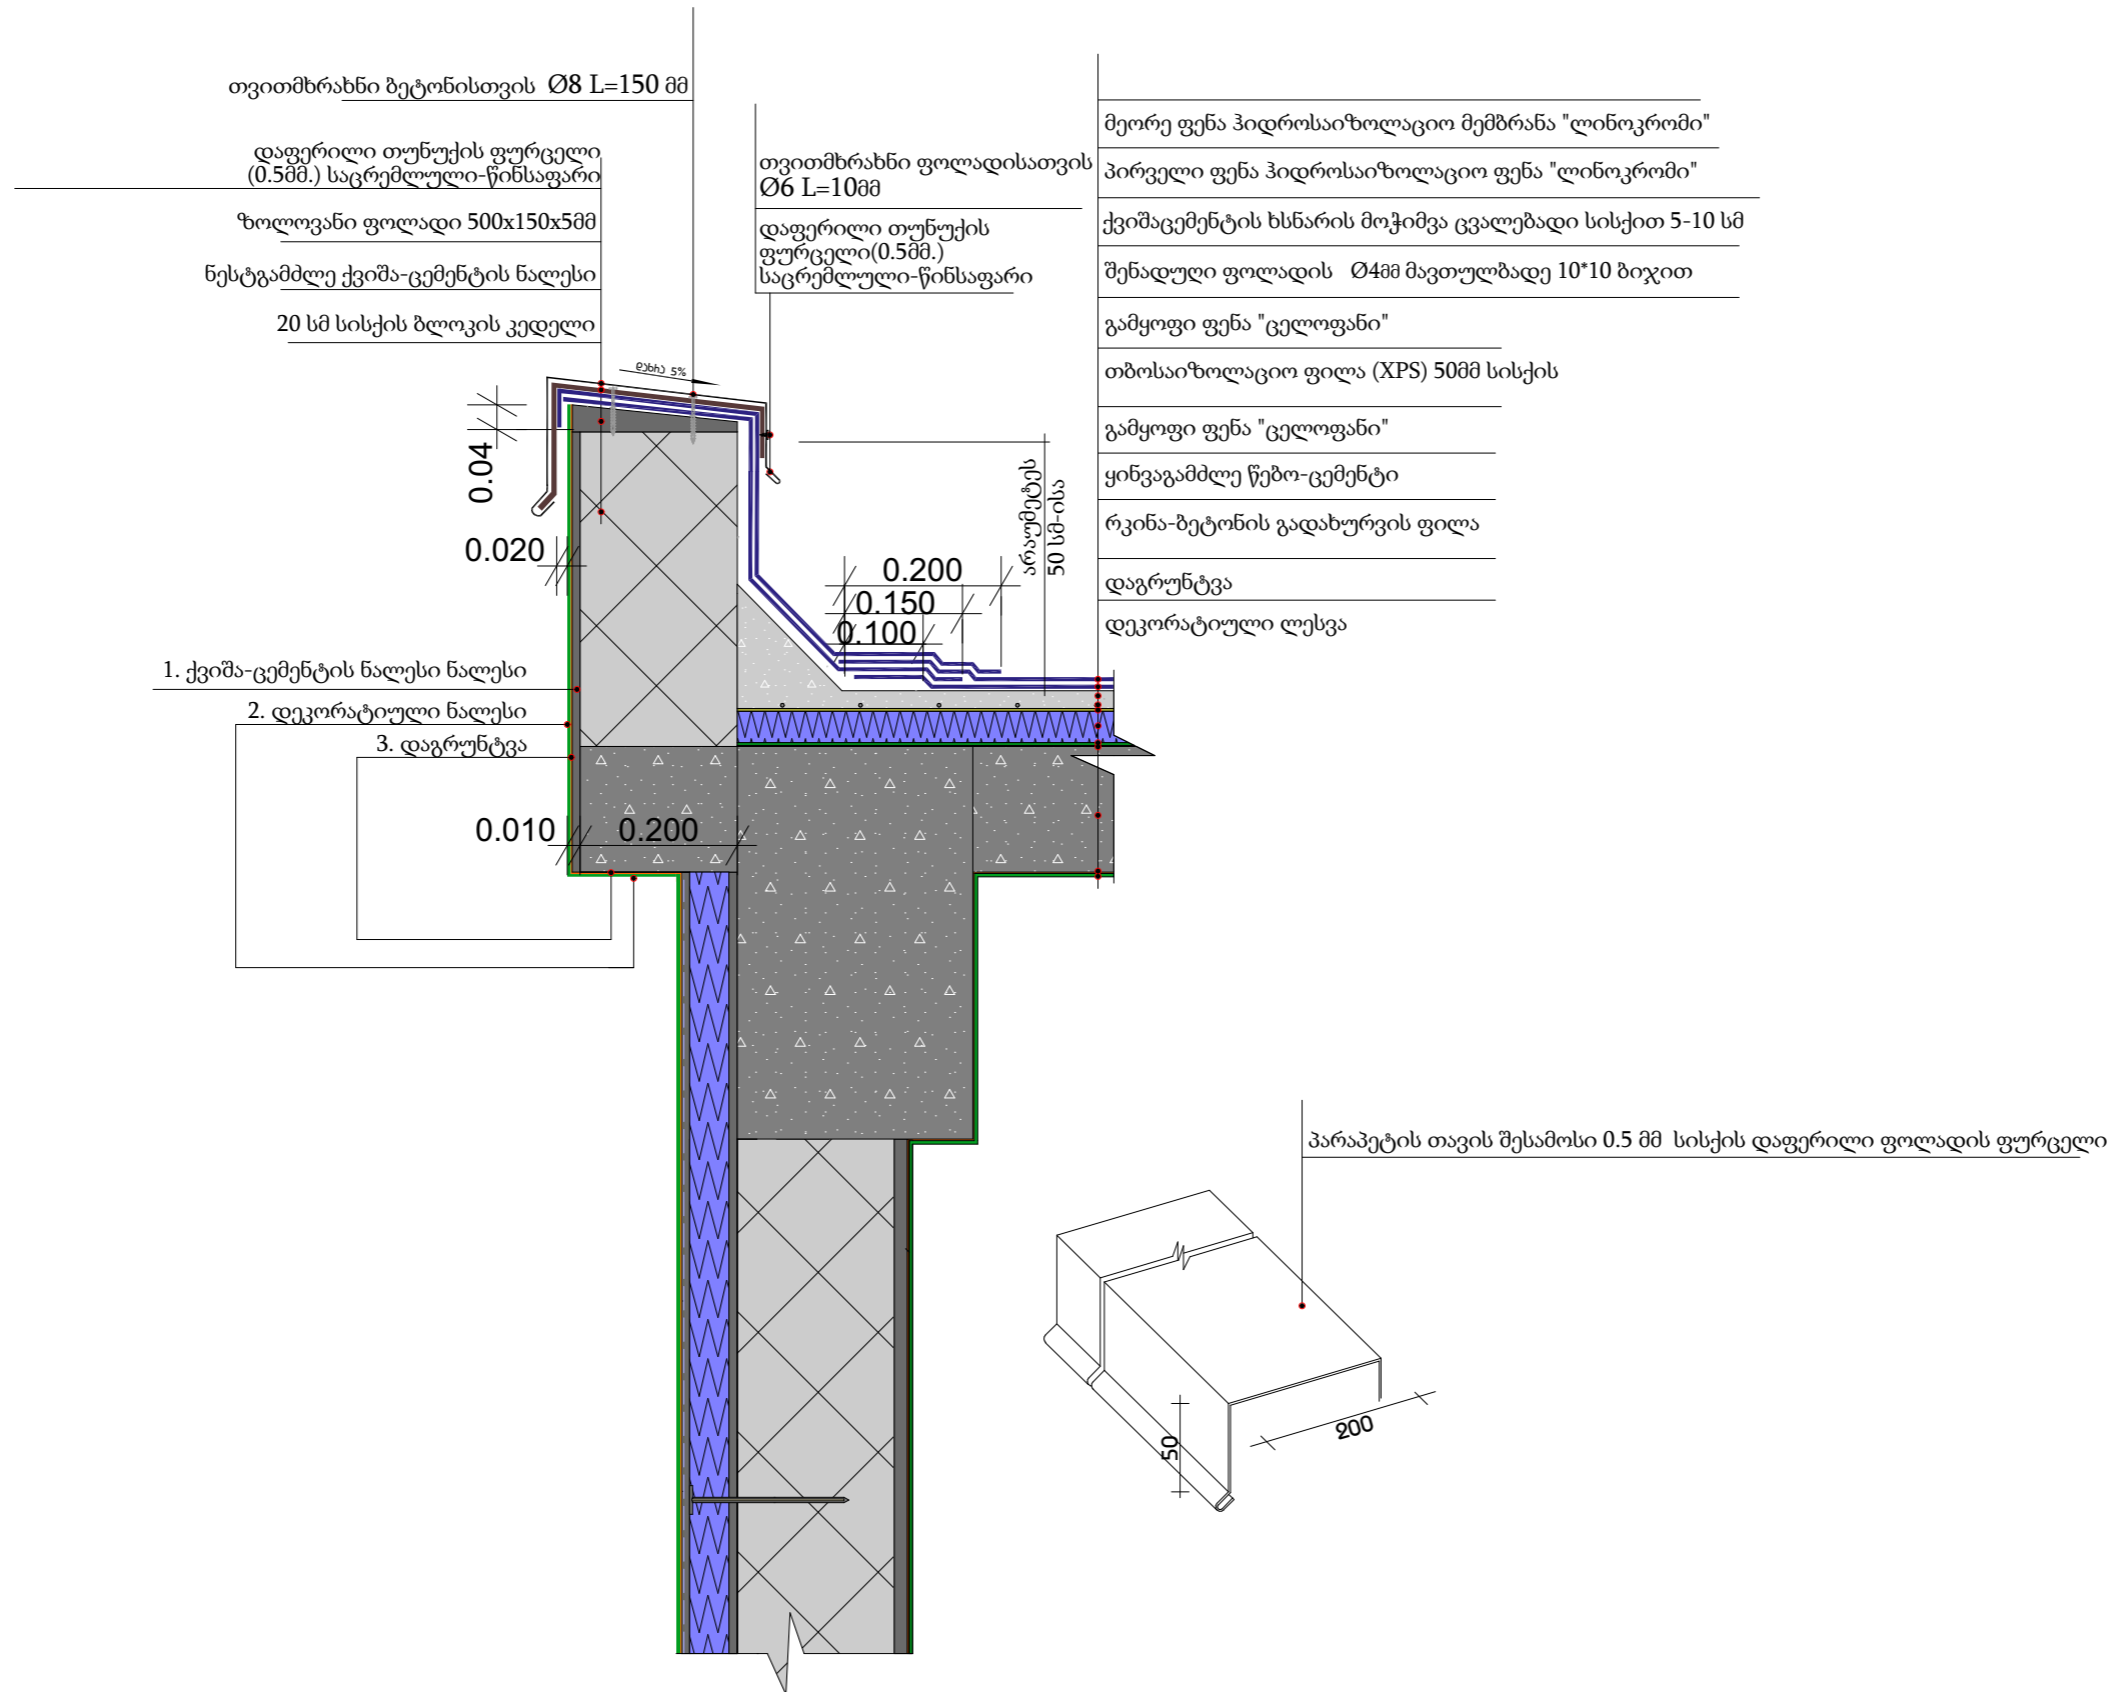 თვითმხრახნი ბეტონისთვის Ø8 L=150 მმ
დაფერილი თუნუქის ფურცელი
(0.5მმ.) საცრემლული-წინსაფარი
ზოლოვანი ფოლადი 500x150x5მმ
ნესტგამძლე ქვიშა-ცემენტის ნალესი
20 სმ სისქის ბლოკის კედელი
თვითმხრახნი ფოლადისათვის
Ø6 L=10მმ
დაფერილი თუნუქის
ფურცელი(0.5მმ.)
საცრემლული-წინსაფარი
მეორე ფენა ჰიდროსაიზოლაციო მემბრანა "ლინოკრომი"
პირველი ფენა ჰიდროსაიზოლაციო ფენა "ლინოკრომი"
ქვიშაცემენტის ხსნარის მოჭიმვა ცვალებადი სისქით 5-10 სმ
შენადუღი ფოლადის Ø4მმ მავთულბადე 10*10 ბიჯით
გამყოფი ფენა "ცელოფანი"
თბოსაიზოლაციო ფილა (XPS) 50მმ სისქის
გამყოფი ფენა "ცელოფანი"
ყინვაგამძლე წებო-ცემენტი
რკინა-ბეტონის გადახურვის ფილა
დაგრუნტვა
დეკორატიული ლესვა
5%
0.04
0.020
არაუმეტეს
50 სმ-ისა
0.200
0.150
0.100
1. ქვიშა-ცემენტის ნალესი ნალესი
2. დეკორატიული ნალესი
3. დაგრუნტვა
0.010
0.200
პარაპეტის თავის შესამოსი 0.5 მმ სისქის დაფერილი ფოლადის ფურცელი
50
200